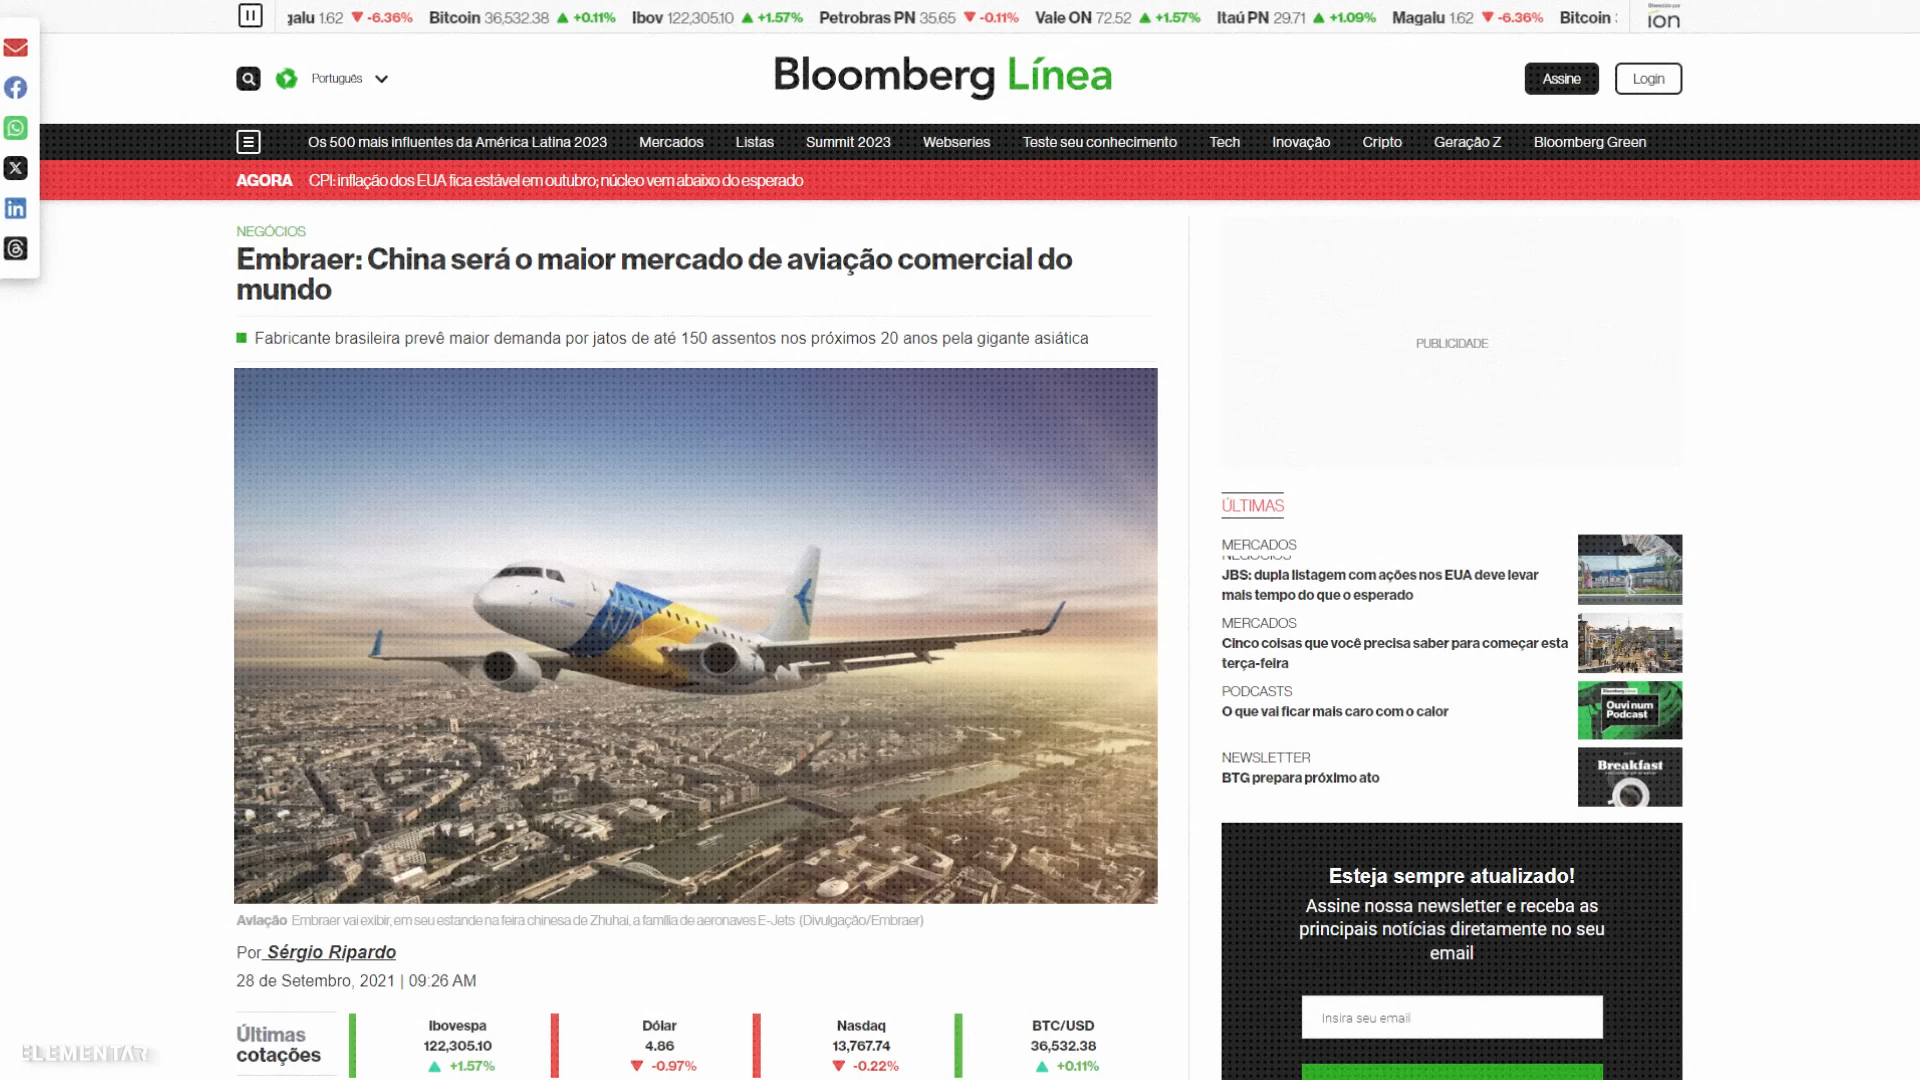 galu 1.62 -6.36% Bitcoin 36,532.38 +0.11% Ibov 122,305.10 +1.57% Petrobras PN 35.65 -0.11% Vale ON 72.52 +1.57% Itaú PN 29.71 +1.09% Magalu 1.62 -6.36% Bitcoin
ion
Português
Bloomberg Línea
Assine
Login
Os 500 mais influentes da América Latina 2023 Mercados Listas Summit 2023 Webseries Teste seu conhecimento Tech Inovação Cripto Geração Z Bloomberg Green
AGORA CPI: inflação dos EUA fica estável em outubro; núcleo vem abaixo do esperado
NEGÓCIOS
Embraer: China será o maior mercado de aviação comercial do
mundo
Fabricante brasileira prevê maior demanda por jatos de até 150 assentos nos próximos 20 anos pela gigante asiática
Aviação Embraer vai exibir, em seu estande na feira chinesa de Zhuhai, a família de aeronaves E-Jets (Divulgação/Embraer)
Por Sérgio Ripardo
28 de Setembro, 2021 | 09:26 AM
Últimas
cotações
Ibovespa
122,305.10
+1.57%
Dólar
4.86
-0.97%
Nasdaq
13,767.74
-0.22%
BTC/USD
36,532.38
+0.11%
PUBLICIDADE
ÚLTIMAS
MERCADOS
NEGÓCIOS
JBS: dupla listagem com ações nos EUA deve levar
mais tempo do que o esperado
MERCADOS
Cinco coisas que você precisa saber para começar esta
terça-feira
PODCASTS
O que vai ficar mais caro com o calor
Ouvi num
Podcast
NEWSLETTER
BTG prepara próximo ato
Breakfast
Esteja sempre atualizado!
Assine nossa newsletter e receba as
principais notícias diretamente no seu
email
Insira seu email
ELEMENTAR